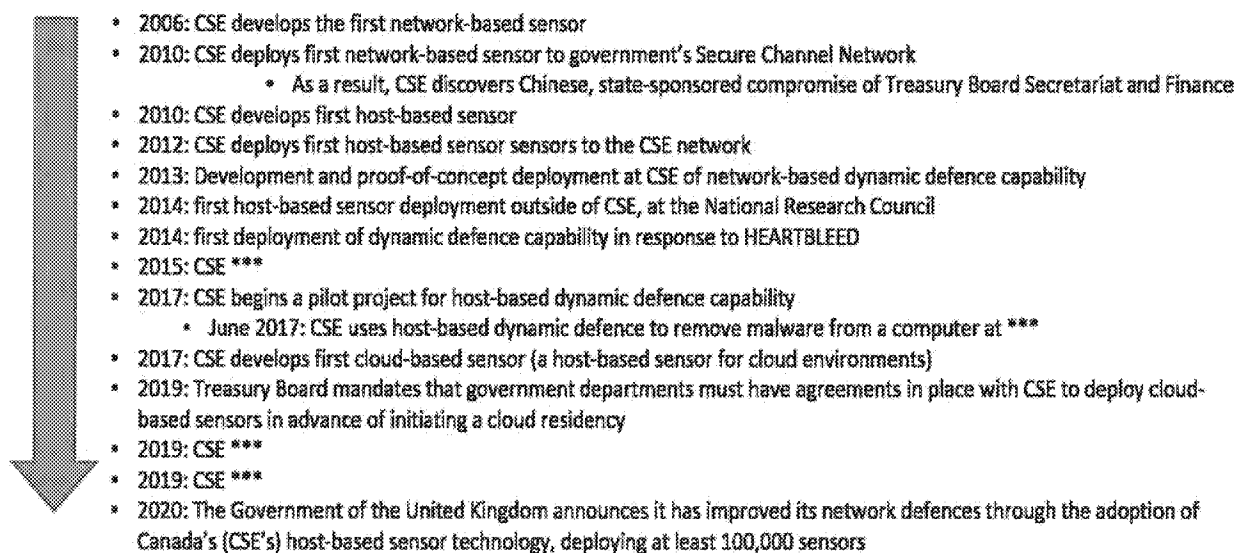 • 2006: CSE develops the first network-based sensor
• 2010: CSE deploys first network-based sensor to government's Secure Channel Network
• As a result, CSE discovers Chinese, state-sponsored compromise of Treasury Board Secretariat and Finance
• 2010: CSE develops first host-based sensor
• 2012: CSE deploys first host-based sensor sensors to the CSE network
• 2013: Development and proof-of-concept deployment at CSE of network-based dynamic defence capability
• 2014: first host-based sensor deployment outside of CSE, at the National Research Council
• 2014: first deployment of dynamic defence capability in response to HEARTBLEED
• 2015: CSE ***
• 2017: CSE begins a pilot project for host-based dynamic defence capability
• June 2017: CSE uses host-based dynamic defence to remove malware from a computer at ***
• 2017: CSE develops first cloud-based sensor (a host-based sensor for cloud environments)
• 2019: Treasury Board mandates that government departments must have agreements in place with CSE to deploy cloud-
based sensors in advance of initiating a cloud residency
• 2019: CSE ***
• 2019: CSE ***
• 2020: The Government of the United Kingdom announces it has improved its network defences through the adoption of
Canada's (CSE's) host-based sensor technology, deploying at least 100,000 sensors